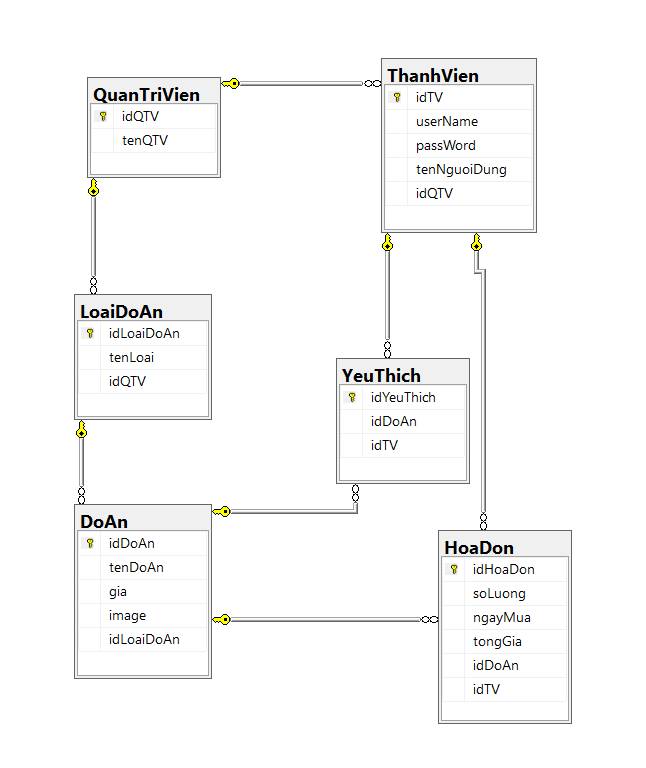 QuanTriVien
idQTV
tenQTV
ThanhVien
idTV
userName
passWord
tenNguoiDung
idQTV
LoaiDoAn
idLoaiDoAn
tenLoai
idQTV
YeuThich
idYeuThich
idDoAn
idTV
DoAn
idDoAn
tenDoAn
gia
image
idLoaiDoAn
HoaDon
idHoaDon
soLuong
ngayMua
tongGia
idDoAn
idTV